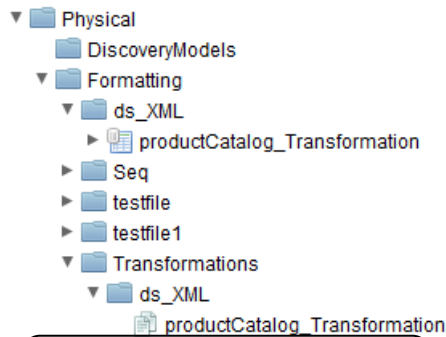 Physical
DiscoveryModels
Formatting
ds_XML
productCatalog_Transformation
Seq
testfile
testfile1
Transformations
ds_XML
productCatalog_Transformation